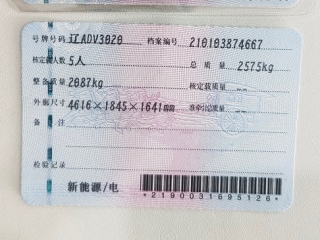 号牌号码 辽ADV3020 档案编号 210103874667
核定载人数 5人 总质量 2575kg
整备质量 2087kg 核定载质量 --
外廓尺寸 4616×1845×1641mm 准牵引总质量 --
备注
检验记录
新能源/电
*2190031695126*